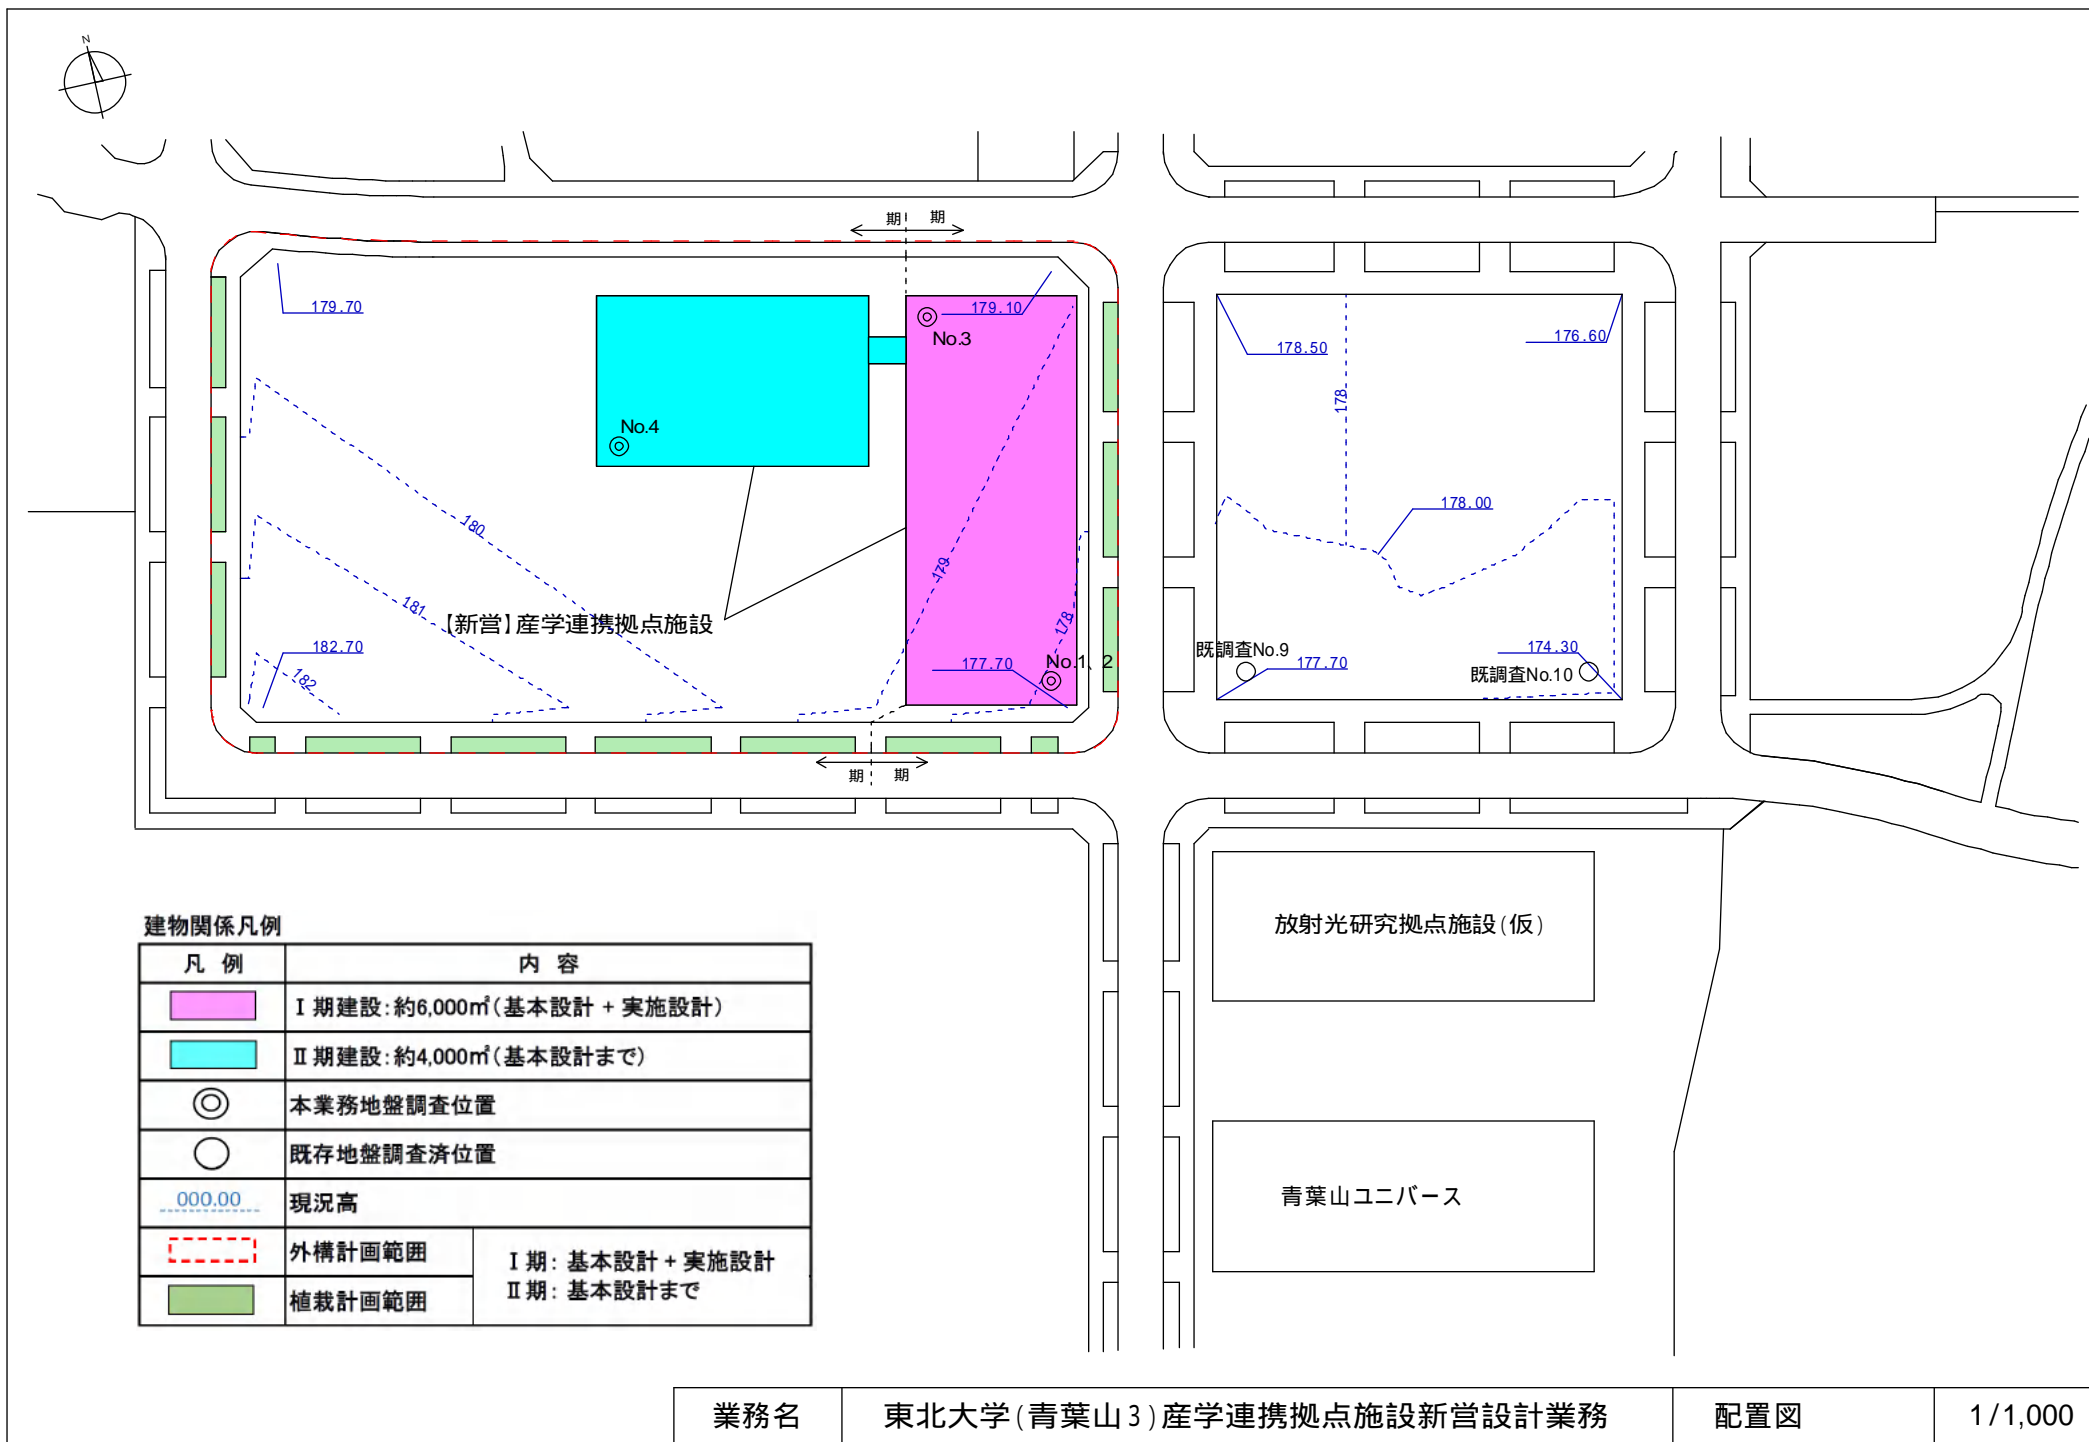 N
期 期
179.70
179.10
No.3
178.50
176.60
178
No.4
180
178.00
179
181
【新営】産学連携拠点施設
178
182.70
182
177.70
No.1、2
既調査No.9
177.70
174.30
既調査No.10
期 期
放射光研究拠点施設(仮)
青葉山ユニバース
建物関係凡例
凡 例 内 容
Ⅰ期建設:約6,000㎡(基本設計 + 実施設計)
Ⅱ期建設:約4,000㎡(基本設計まで)
本業務地盤調査位置
既存地盤調査済位置
000.00 現況高
外構計画範囲
植栽計画範囲
Ⅰ期: 基本設計 + 実施設計
Ⅱ期: 基本設計まで
業務名 東北大学(青葉山3)産学連携拠点施設新営設計業務 配置図 1/1,000